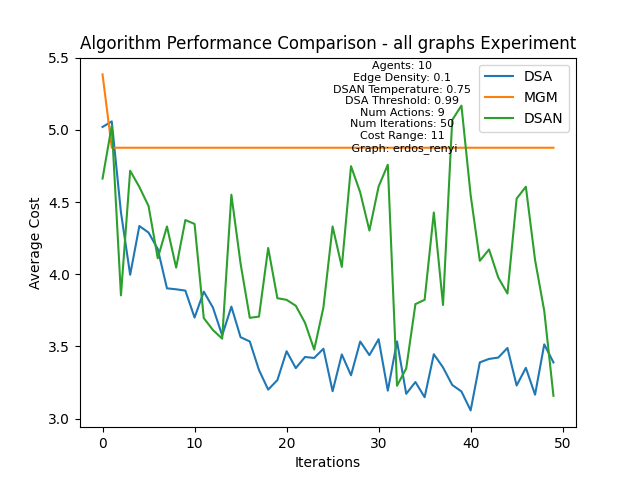 Algorithm Performance Comparison - all graphs Experiment
Agents: 10
Edge Density: 0.1
DSAN Temperature: 0.75
DSA Threshold: 0.99
Num Actions: 9
Num Iterations: 50
Cost Range: 11
Graph: erdos_renyi
DSA
MGM
DSAN
Average Cost
5.5
5.0
4.5
4.0
3.5
3.0
0
10
20
30
40
50
Iterations